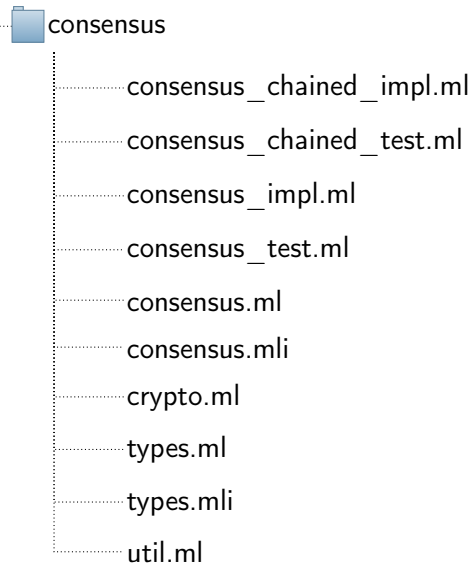 consensus
consensus_chained_impl.ml
consensus_chained_test.ml
consensus_impl.ml
consensus_test.ml
consensus.ml
consensus.mli
crypto.ml
types.ml
types.mli
util.ml